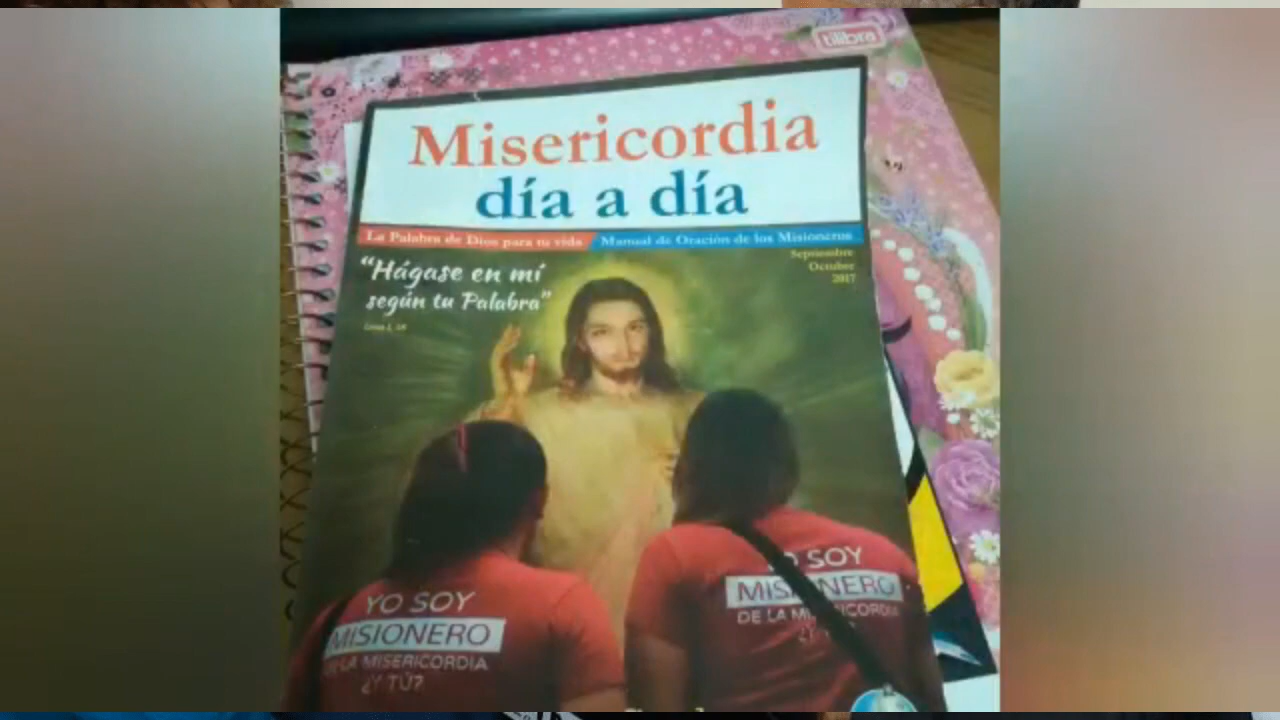 tilibra
Misericordia
día a día
La Palabra de Dios para tu vida
Manual de Oración de los Misioneros
Septiembre
Octubre
2017
“Hágase en mí
según tu Palabra”
YO SOY
MISIONERO
DE LA MISERICORDIA
¿Y TÚ?
YO SOY
MISIONERO
DE LA MISERICORDIA